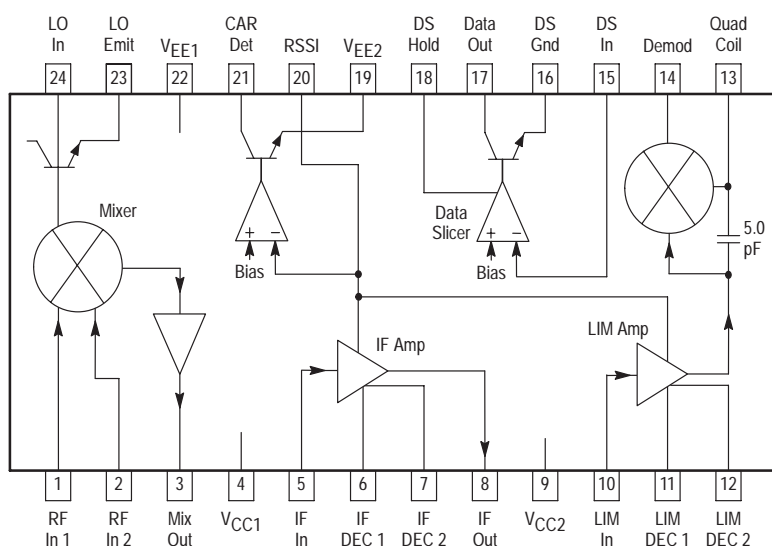 LO In
LO Emit
VEE1
CAR Det
RSSI
VEE2
DS Hold
Data Out
DS Gnd
DS In
Demod
Quad Coil
24 23 22 21 20 19 18 17 16 15 14 13
Mixer
+ –
Bias
Data Slicer
+ –
Bias
5.0 pF
IF Amp
LIM Amp
1 2 3 4 5 6 7 8 9 10 11 12
RF In 1
RF In 2
Mix Out
VCC1
IF In
IF DEC 1
IF DEC 2
IF Out
VCC2
LIM In
LIM DEC 1
LIM DEC 2